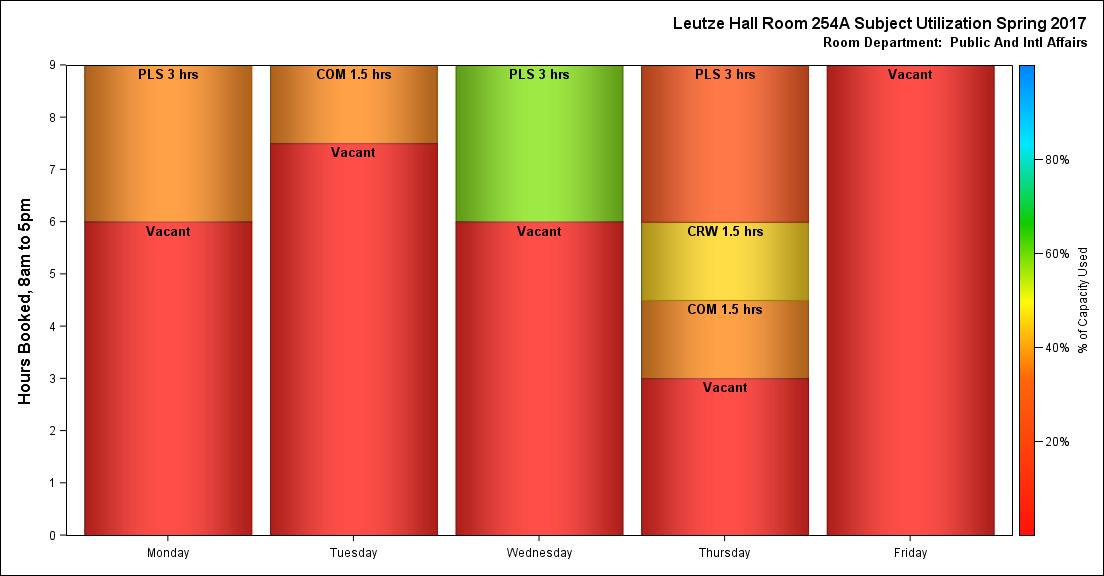 Leutze Hall Room 254A Subject Utilization Spring 2017
Room Department: Public And Intl Affairs
Hours Booked, 8am to 5pm
9
8
7
6
5
4
3
2
1
0
PLS 3 hrs
Vacant
COM 1.5 hrs
Vacant
PLS 3 hrs
Vacant
PLS 3 hrs
CRW 1.5 hrs
COM 1.5 hrs
Vacant
Vacant
Monday
Tuesday
Wednesday
Thursday
Friday
80%
60%
40%
20%
% of Capacity Used